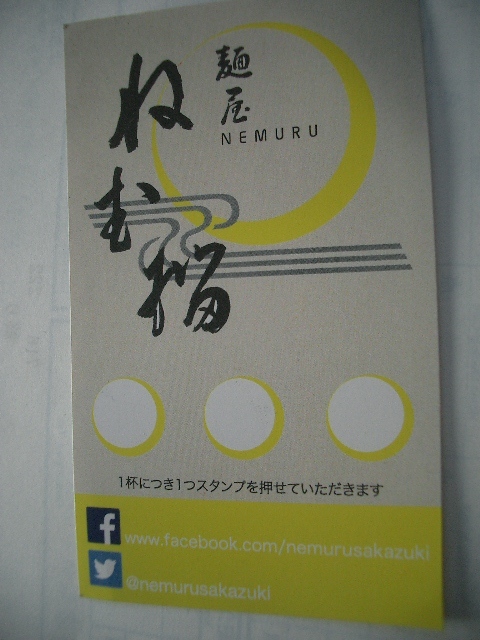 麺屋
NEMURU
ねむ瑠
1杯につき1つスタンプを押せていただきます
www.facebook.com/nemurusakazuki
@nemurusakazuki